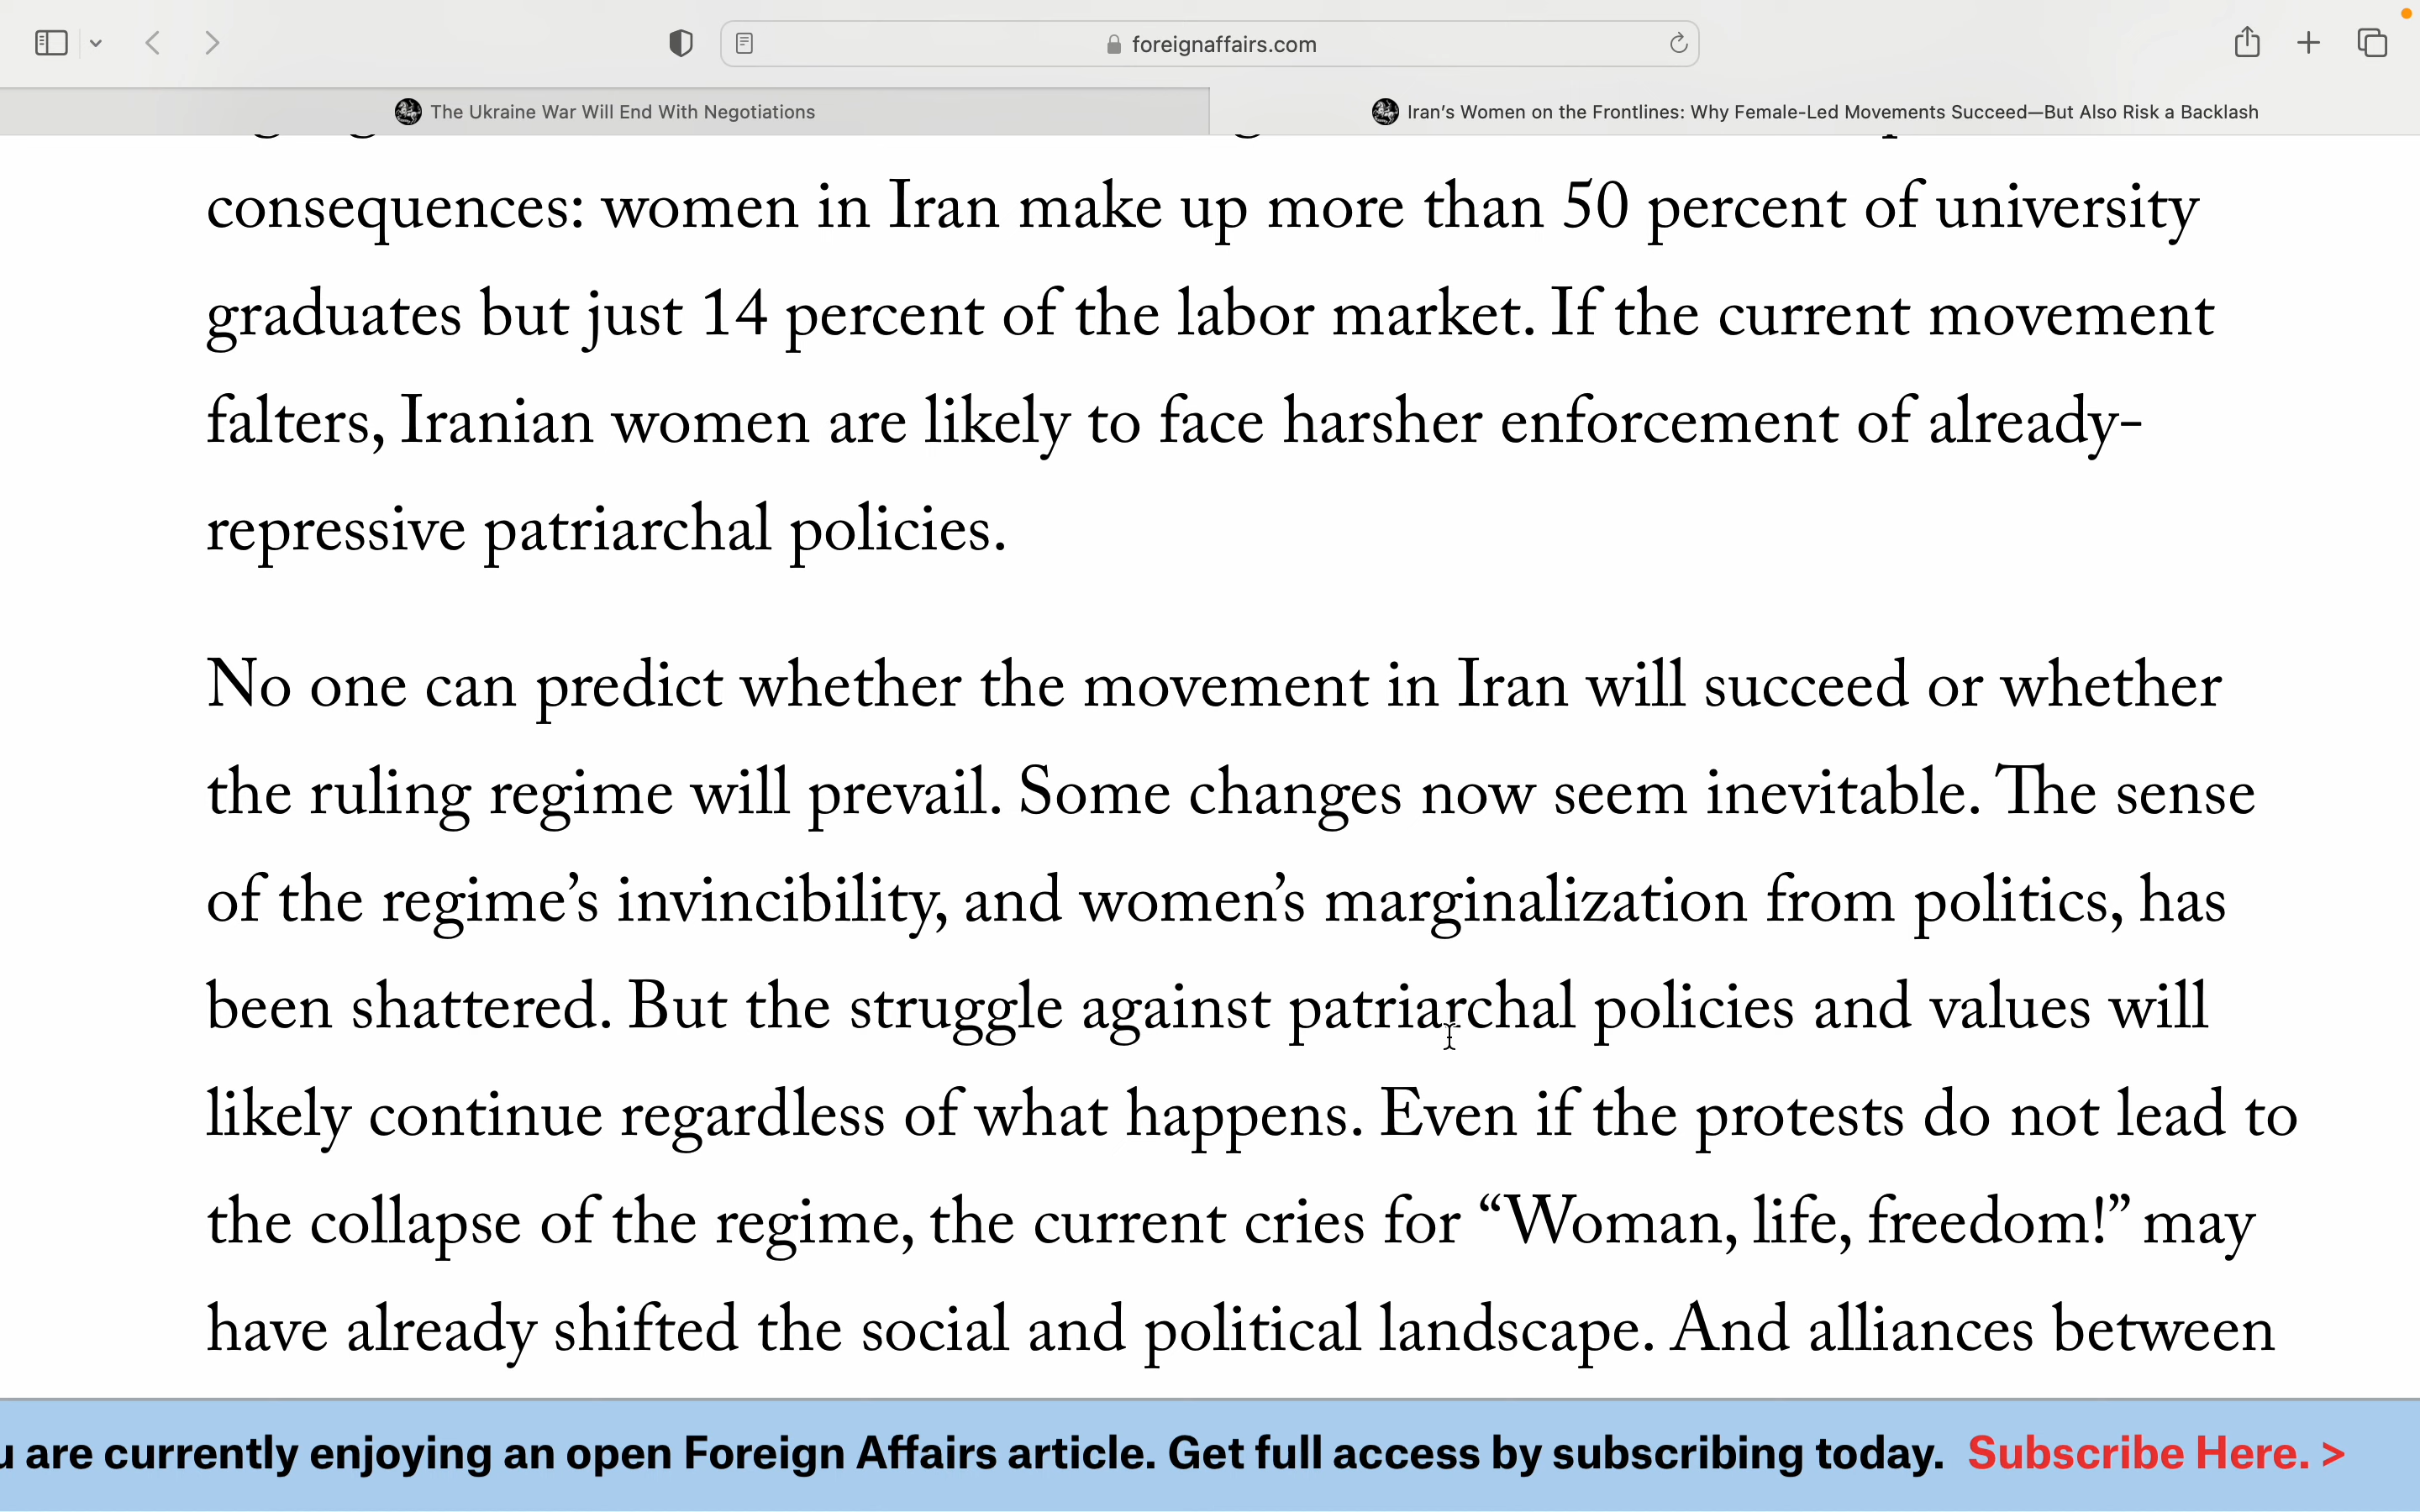 foreignaffairs.com
The Ukraine War Will End With Negotiations
Iran’s Women on the Frontlines: Why Female-Led Movements Succeed—But Also Risk a Backlash
consequences: women in Iran make up more than 50 percent of university
graduates but just 14 percent of the labor market. If the current movement
falters, Iranian women are likely to face harsher enforcement of already-
repressive patriarchal policies.
No one can predict whether the movement in Iran will succeed or whether
the ruling regime will prevail. Some changes now seem inevitable. The sense
of the regime’s invincibility, and women’s marginalization from politics, has
been shattered. But the struggle against patriarchal policies and values will
likely continue regardless of what happens. Even if the protests do not lead to
the collapse of the regime, the current cries for “Woman, life, freedom!” may
have already shifted the social and political landscape. And alliances between
are currently enjoying an open Foreign Affairs article. Get full access by subscribing today. Subscribe Here. >